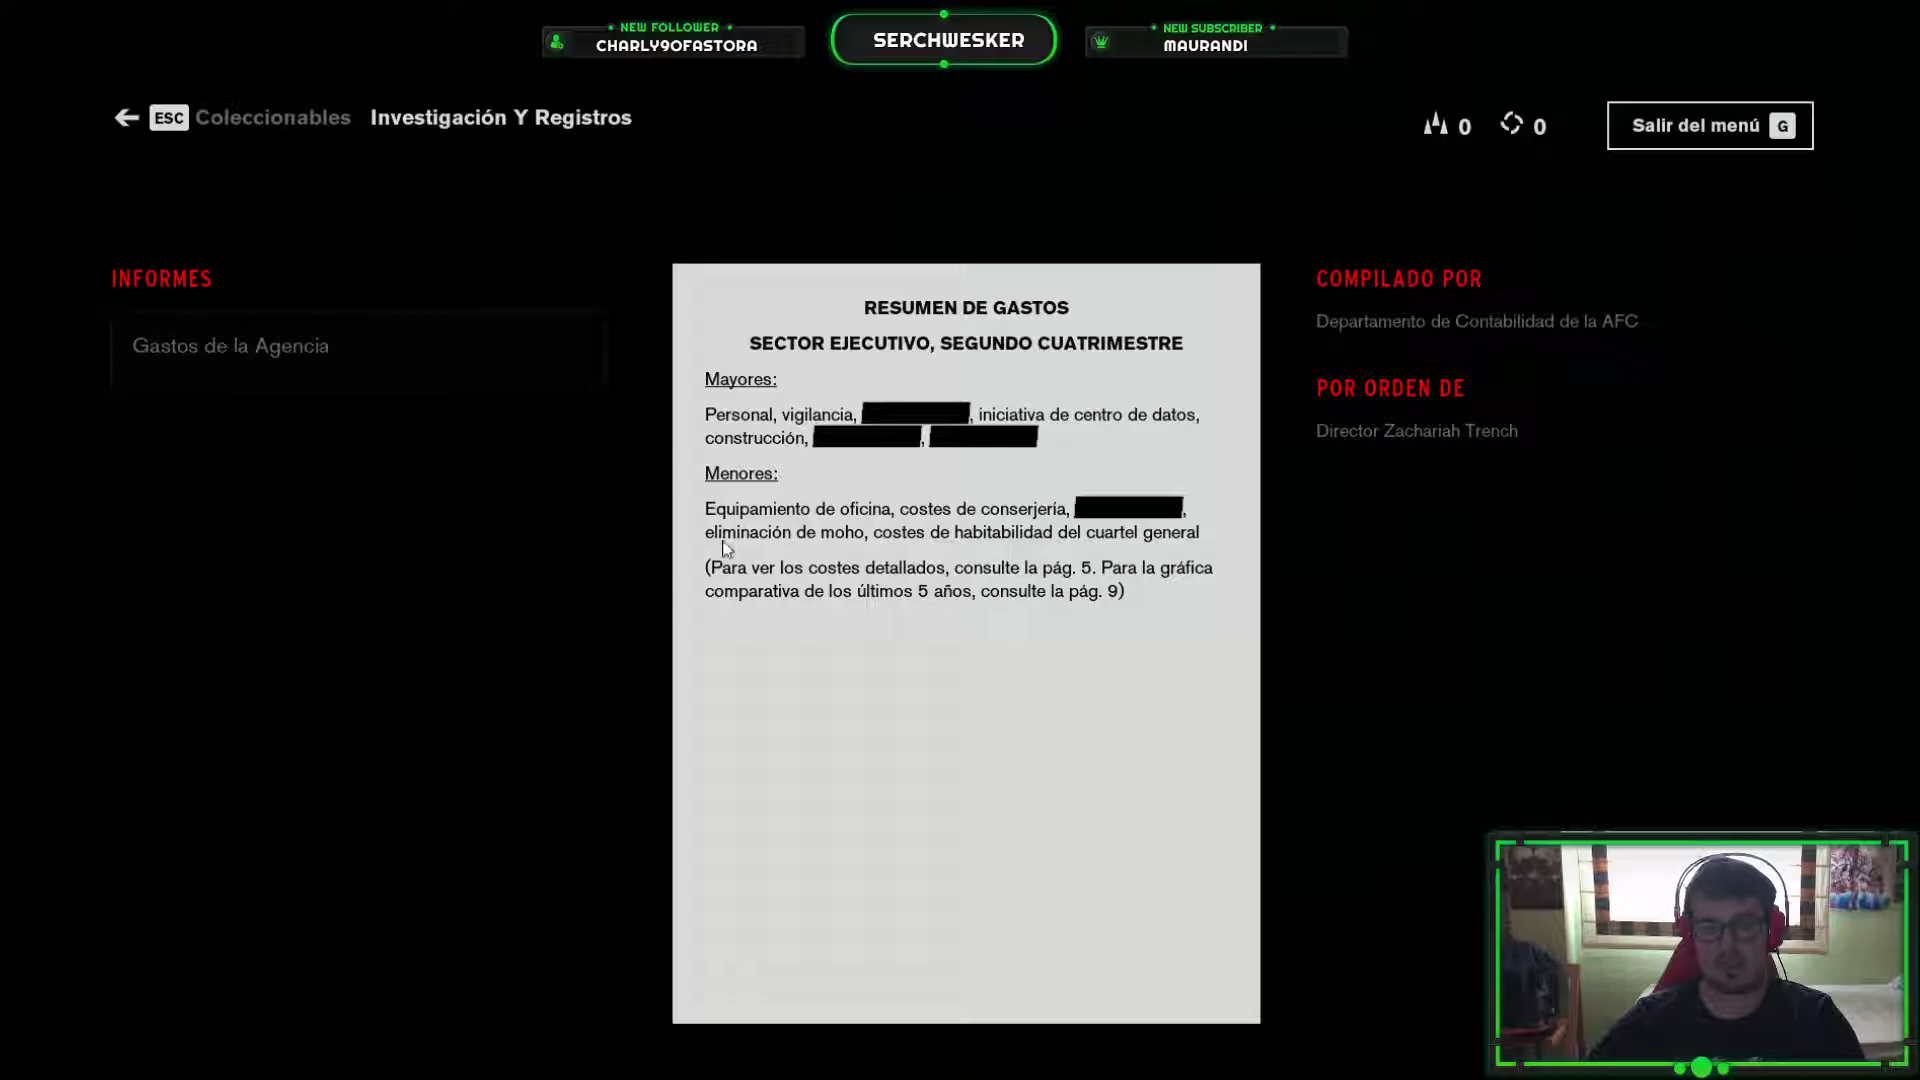 NEW FOLLOWER
CHARLY90FASTORA
SERCHWESKER
NEW SUBSCRIBER
MAURANDI
ESC Coleccionables Investigación Y Registros
0 0
Salir del menú G
INFORMES
Gastos de la Agencia
RESUMEN DE GASTOS
SECTOR EJECUTIVO, SEGUNDO CUATRIMESTRE
Mayores:
Personal, vigilancia, , iniciativa de centro de datos,
construcción, ,
Menores:
Equipamiento de oficina, costes de conserjería, ,
eliminación de moho, costes de habitabilidad del cuartel general
(Para ver los costes detallados, consulte la pág. 5. Para la gráfica
comparativa de los últimos 5 años, consulte la pág. 9)
COMPILADO POR
Departamento de Contabilidad de la AFC
POR ORDEN DE
Director Zachariah Trench